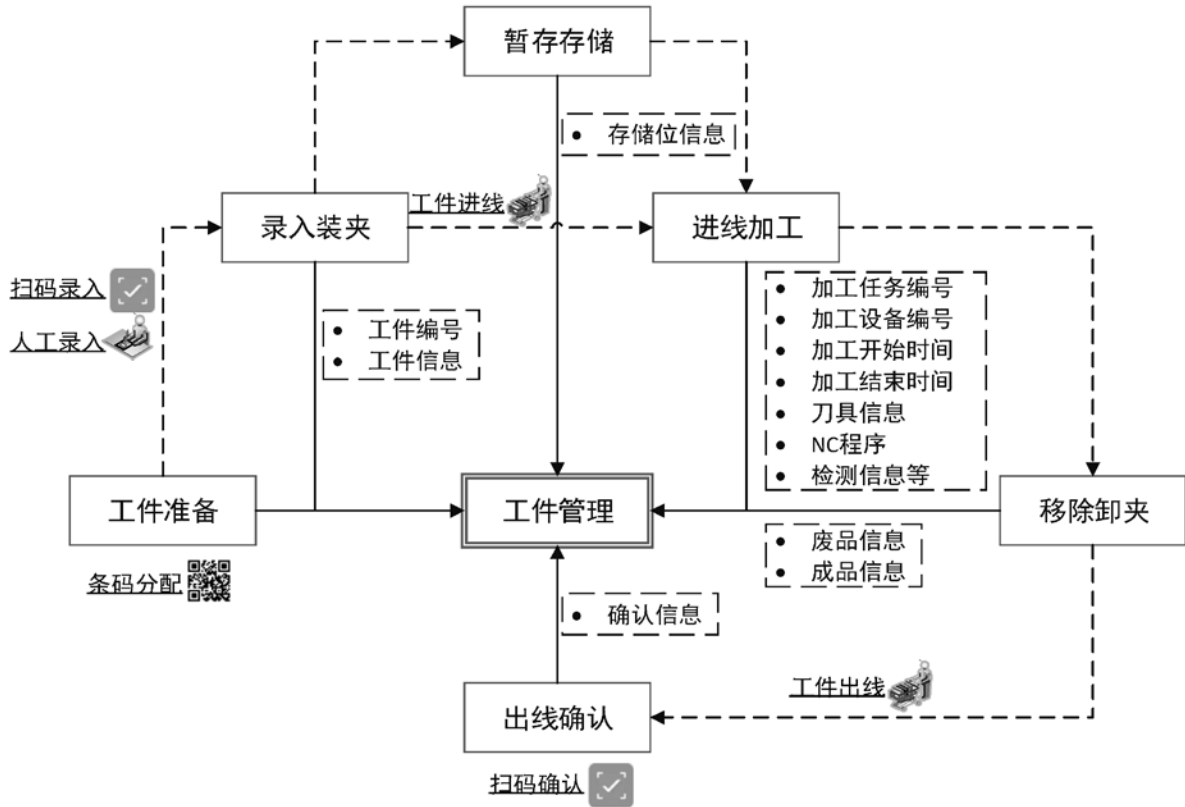 暂存存储
存储位信息
录入装夹
工件进线
进线加工
扫码录入
人工录入
工件编号
工件信息
加工任务编号
加工设备编号
加工开始时间
加工结束时间
刀具信息
NC程序
检测信息等
工件准备
工件管理
移除卸夹
条码分配
废品信息
成品信息
确认信息
工件出线
出线确认
扫码确认